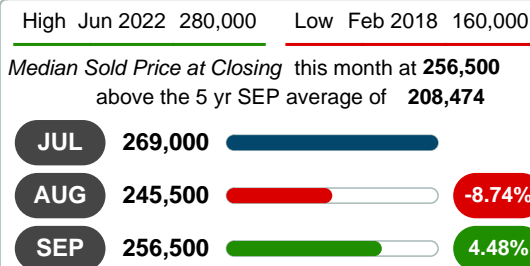 High Jun 2022 280,000 Low Feb 2018 160,000
Median Sold Price at Closing this month at 256,500
above the 5 yr SEP average of 208,474
JUL 269,000
AUG 245,500 -8.74%
SEP 256,500 4.48%